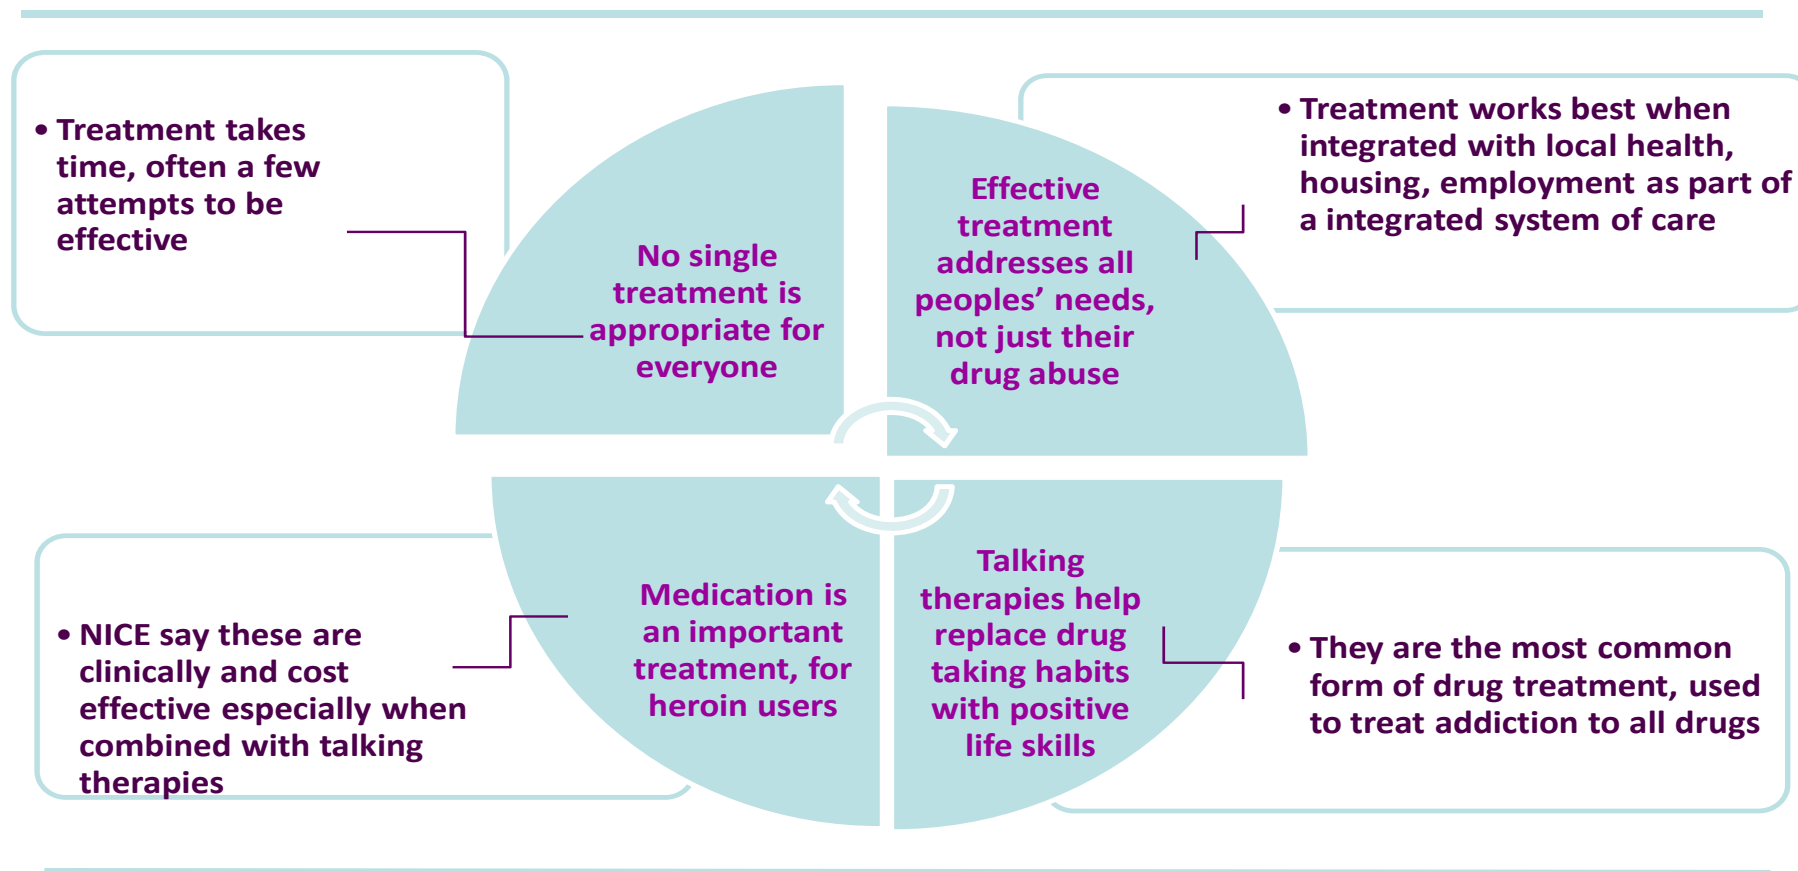 • Treatment takes
time, often a few
attempts to be
effective
No single
treatment is
appropriate for
everyone
Effective
treatment
addresses all
peoples’ needs,
not just their
drug abuse
• Treatment works best when
integrated with local health,
housing, employment as part of
a integrated system of care
• NICE say these are
clinically and cost
effective especially when
combined with talking
therapies
Medication is
an important
treatment, for
heroin users
Talking
therapies help
replace drug
taking habits
with positive
life skills
• They are the most common
form of drug treatment, used
to treat addiction to all drugs